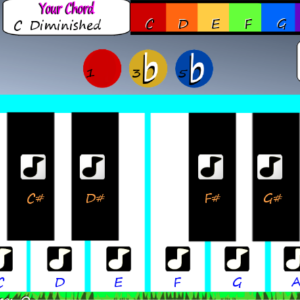 Your Chord
C Diminished
C D E F G
1 3 b 5 b
C# D# F# G#
C D E F G A